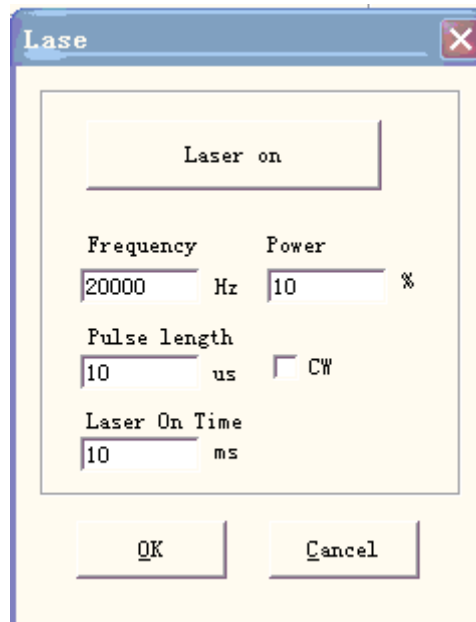 Lase
Laser on
Frequency Power
20000 Hz 10 %
Pulse length
10 us CW
Laser On Time
10 ms
OK Cancel